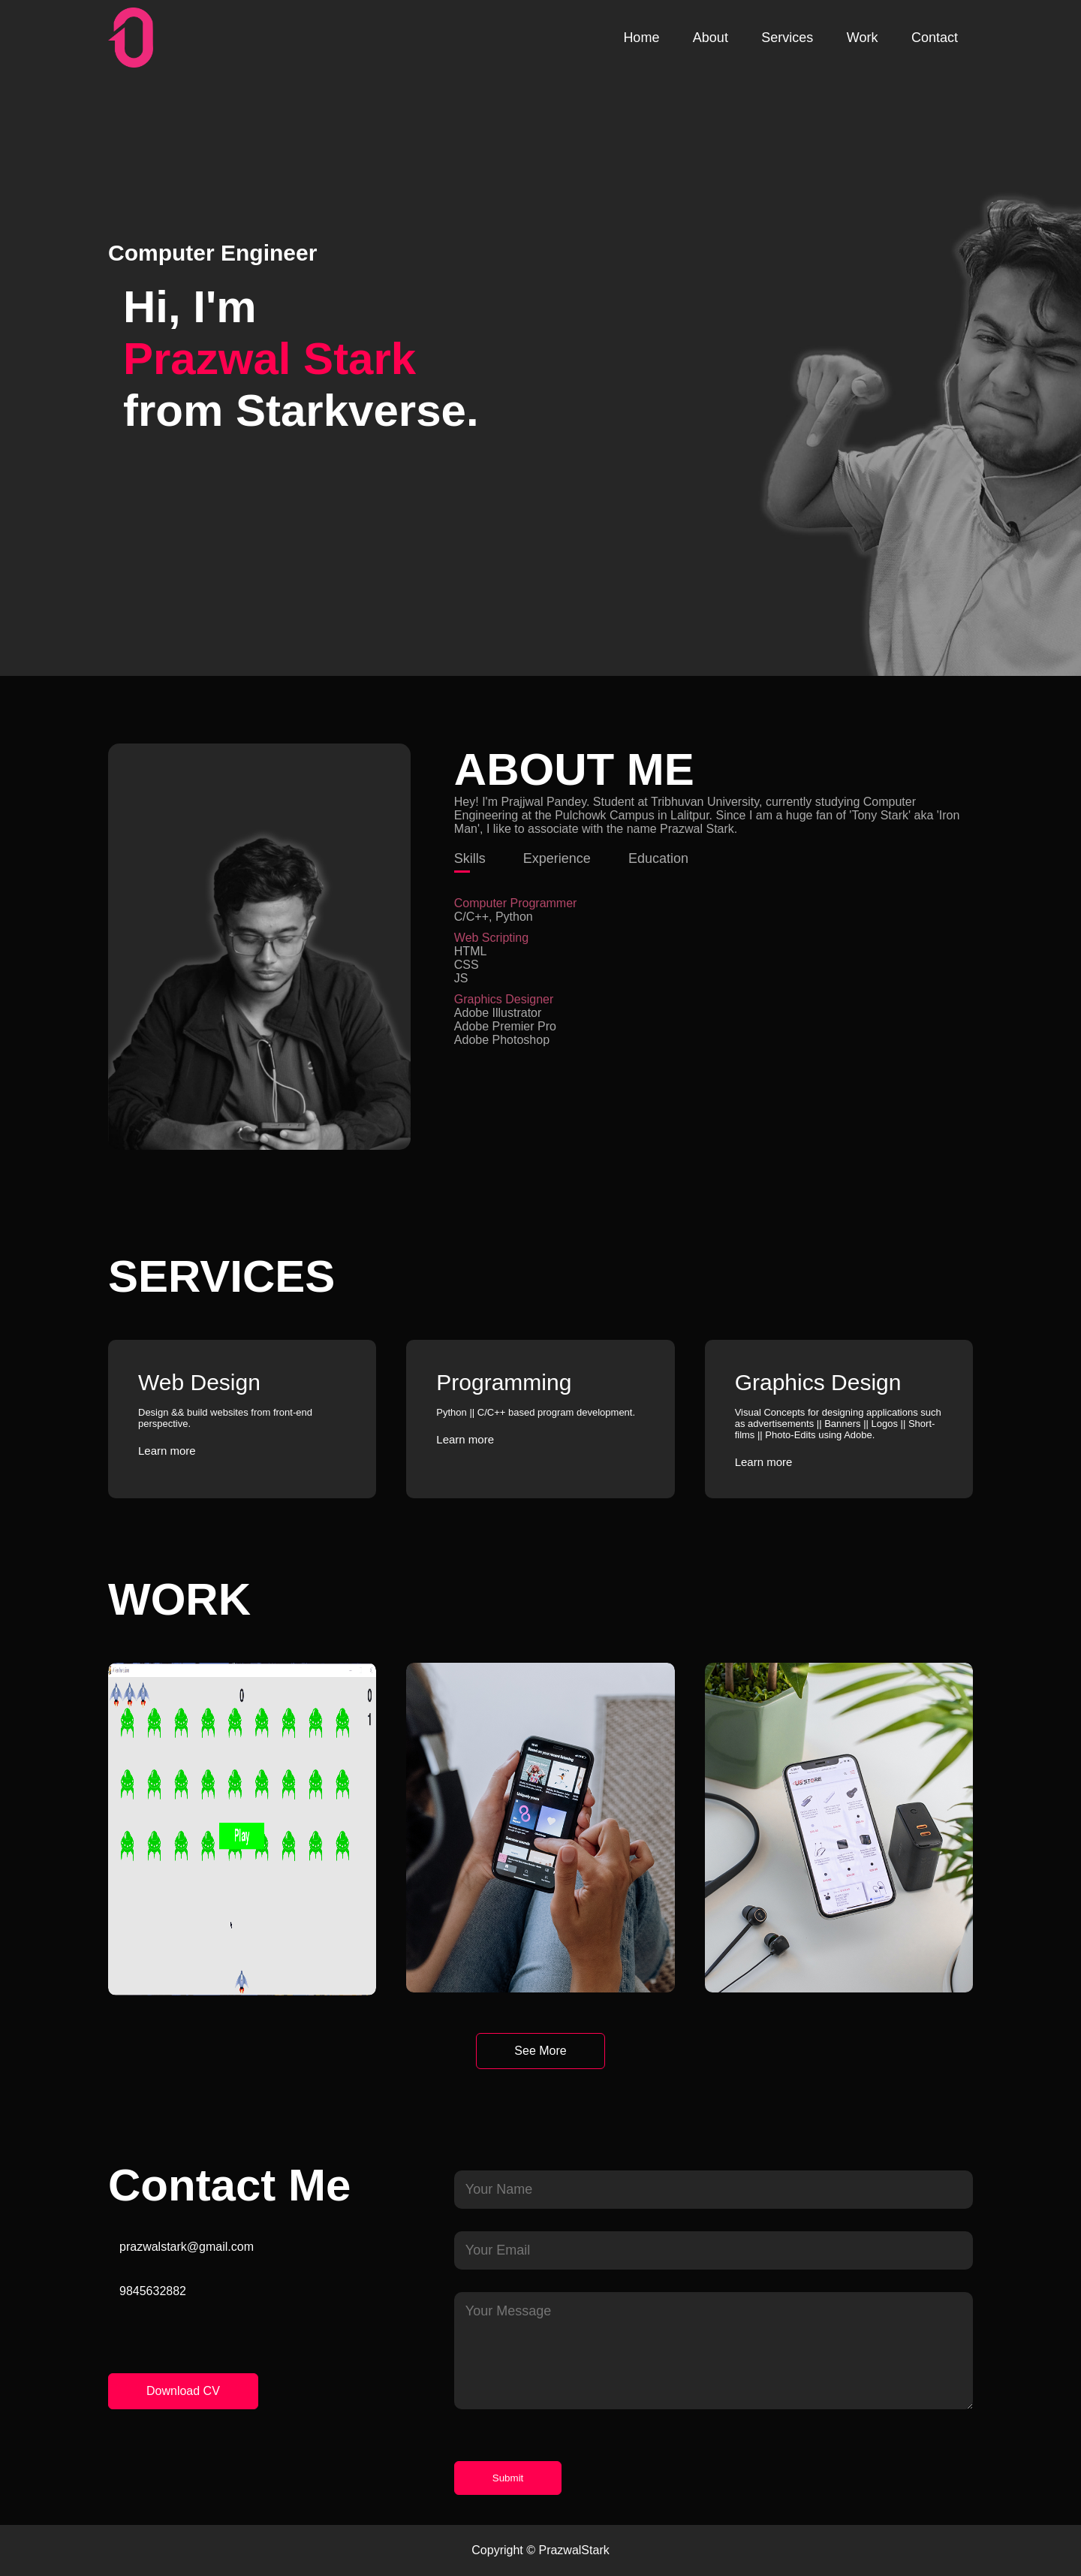 Home About Services Work Contact
Computer Engineer
Hi, I'm
Prazwal Stark
from Starkverse.
ABOUT ME
Hey! I'm Prajjwal Pandey. Student at Tribhuvan University, currently studying Computer
Engineering at the Pulchowk Campus in Lalitpur. Since I am a huge fan of 'Tony Stark' aka 'Iron
Man', I like to associate with the name Prazwal Stark.
Skills Experience Education
Computer Programmer
C/C++, Python
Web Scripting
HTML
CSS
JS
Graphics Designer
Adobe Illustrator
Adobe Premier Pro
Adobe Photoshop
SERVICES
Web Design
Design && build websites from front-end
perspective.
Learn more
Programming
Python || C/C++ based program development.
Learn more
Graphics Design
Visual Concepts for designing applications such
as advertisements || Banners || Logos || Short-
films || Photo-Edits using Adobe.
Learn more
WORK
0
0
1
Play
See More
Contact Me
prazwalstark@gmail.com
9845632882
Download CV
Your Name
Your Email
Your Message
Submit
Copyright © PrazwalStark